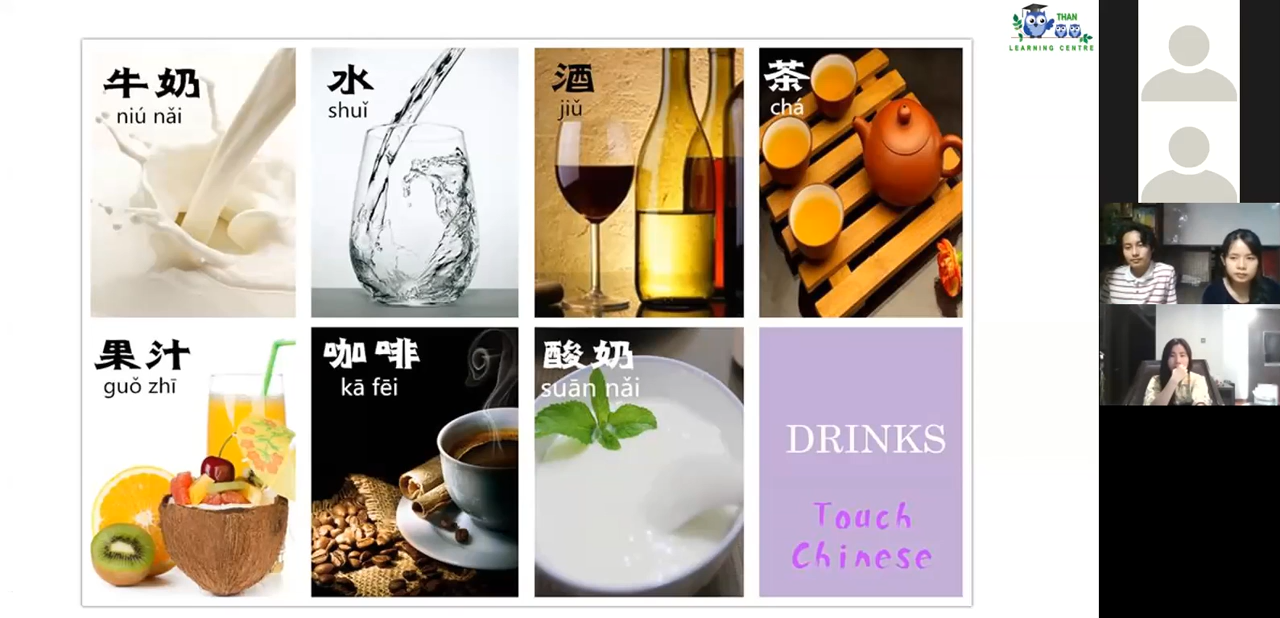 牛奶
niú nǎi
水
shuǐ
酒
jiǔ
茶
chá
果汁
guǒ zhī
咖啡
kā fēi
酸奶
suān nǎi
DRINKS
Touch
Chinese
THAN
LEARNING CENTRE